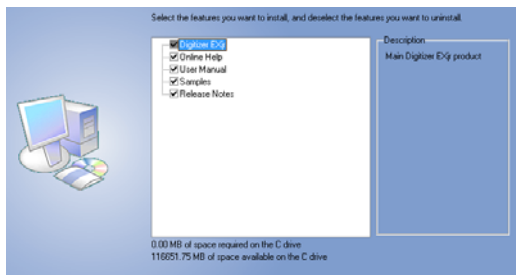 Select the features you want to install, and deselect the features you want to uninstall.
Digitizer EXji
Online Help
User Manual
Samples
Release Notes
Description
Main Digitizer EXji product
0.00 MB of space required on the C drive
116651.75 MB of space available on the C drive